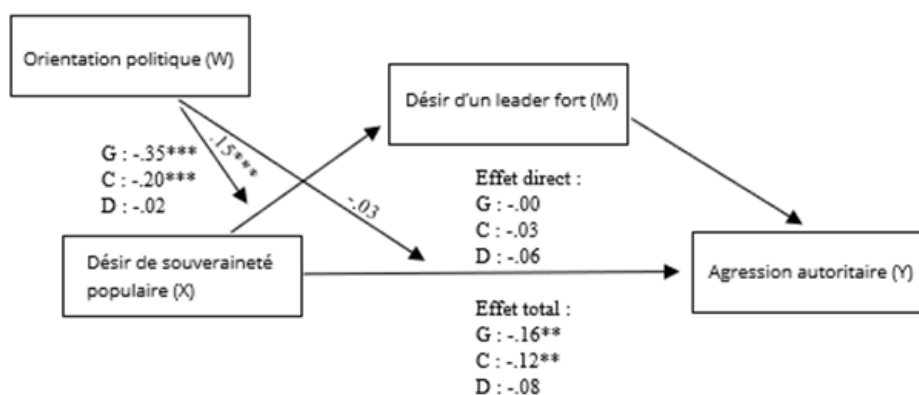 Orientation politique (W)
Désir d'un leader fort (M)
G : -.35***
C : -.20***
D : -.02
.15***
-.03
Effet direct :
G : -.00
C : -.03
D : -.06
Désir de souveraineté
populaire (X)
Agression autoritaire (Y)
Effet total :
G : -.16**
C : -.12**
D : -.08